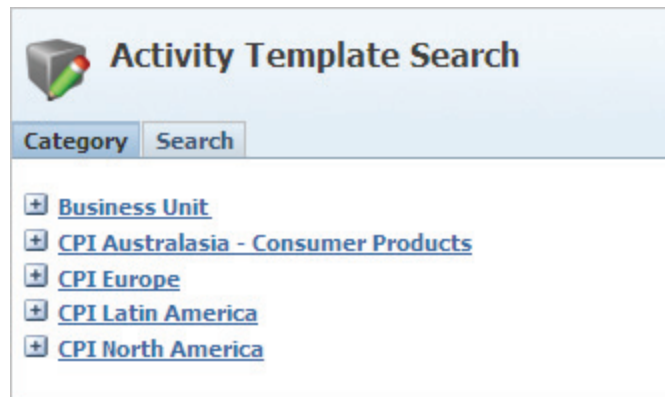 Activity Template Search
Category Search
Business Unit
CPI Australasia - Consumer Products
CPI Europe
CPI Latin America
CPI North America